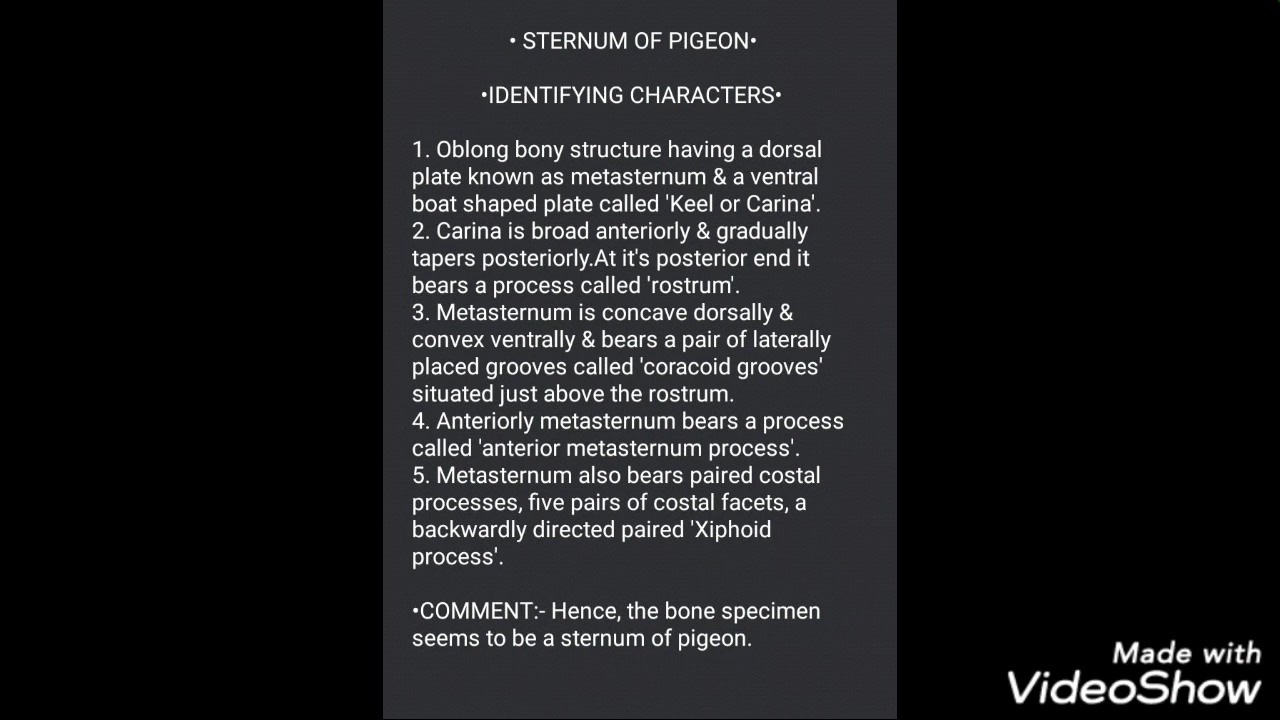 • STERNUM OF PIGEON•
•IDENTIFYING CHARACTERS•
1. Oblong bony structure having a dorsal
plate known as metasternum & a ventral
boat shaped plate called 'Keel or Carina'.
2. Carina is broad anteriorly & gradually
tapers posteriorly.At it's posterior end it
bears a process called 'rostrum'.
3. Metasternum is concave dorsally &
convex ventrally & bears a pair of laterally
placed grooves called 'coracoid grooves'
situated just above the rostrum.
4. Anteriorly metasternum bears a process
called 'anterior metasternum process'.
5. Metasternum also bears paired costal
processes, five pairs of costal facets, a
backwardly directed paired 'Xiphoid
process'.
•COMMENT:- Hence, the bone specimen
seems to be a sternum of pigeon.
Made with
VideoShow